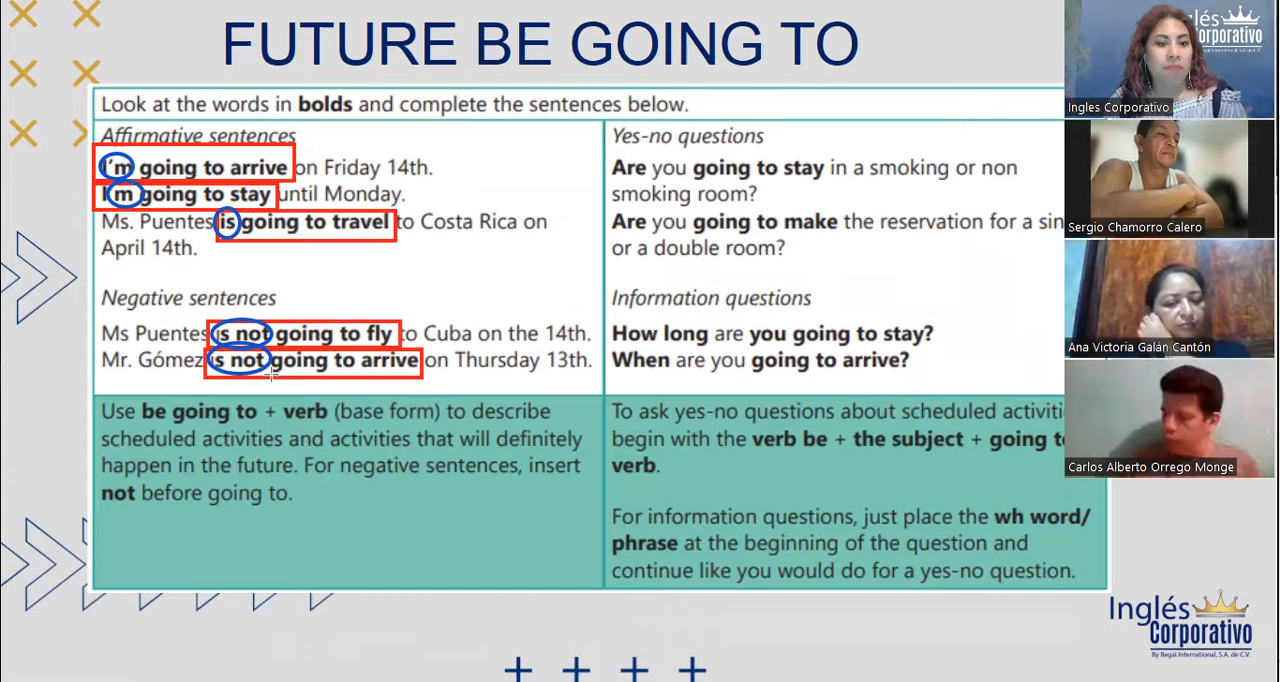 FUTURE BE GOING TO
Look at the words in bolds and complete the sentences below.
Affirmative sentences
I'm going to arrive on Friday 14th.
I'm going to stay until Monday.
Ms. Puentes is going to travel to Costa Rica on
April 14th.
Negative sentences
Ms Puentes is not going to fly to Cuba on the 14th.
Mr. Gómez is not going to arrive on Thursday 13th.
Yes-no questions
Are you going to stay in a smoking or non
smoking room?
Are you going to make the reservation for a
or a double room?
Information questions
How long are you going to stay?
When are you going to arrive?
Use be going to + verb (base form) to describe
scheduled activities and activities that will definitely
happen in the future. For negative sentences, insert
not before going to.
To ask yes-no questions about scheduled
begin with the verb be + the subject + going
verb.
For information questions, just place the wh word/
phrase at the beginning of the question and
continue like you would do for a yes-no question.
Ingles Corporativo
Sergio Chamorro Calero
Ana Victoria Galán Cantón
Carlos Alberto Orrego Monge
Inglés
Corporativo
By Regal International, S.A. de C.V.